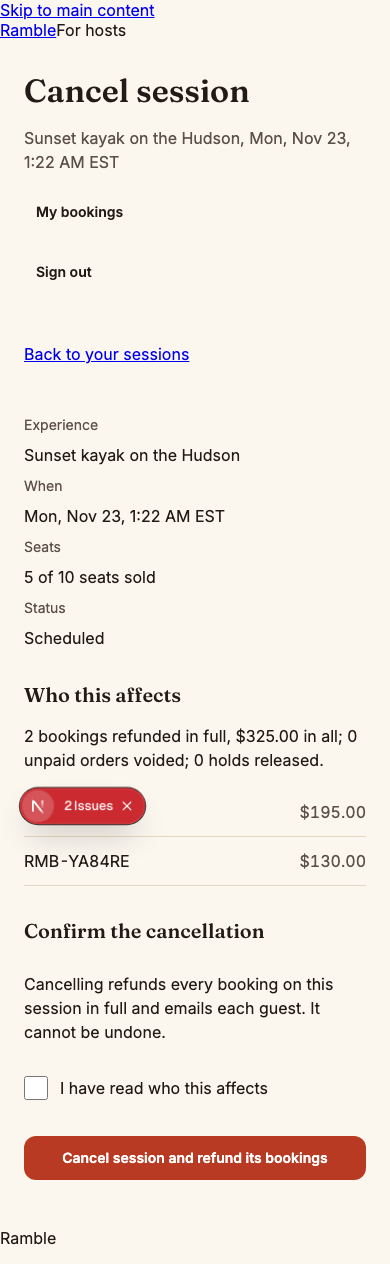 Skip to main content
RambleFor hosts
Cancel session
Sunset kayak on the Hudson, Mon, Nov 23,
1:22 AM EST
My bookings
Sign out
Back to your sessions
Experience
Sunset kayak on the Hudson
When
Mon, Nov 23, 1:22 AM EST
Seats
5 of 10 seats sold
Status
Scheduled
Who this affects
2 bookings refunded in full, $325.00 in all; 0
unpaid orders voided; 0 holds released.
N 2 Issues $195.00
RMB-YA84RE $130.00
Confirm the cancellation
Cancelling refunds every booking on this
session in full and emails each guest. It
cannot be undone.
I have read who this affects
Cancel session and refund its bookings
Ramble